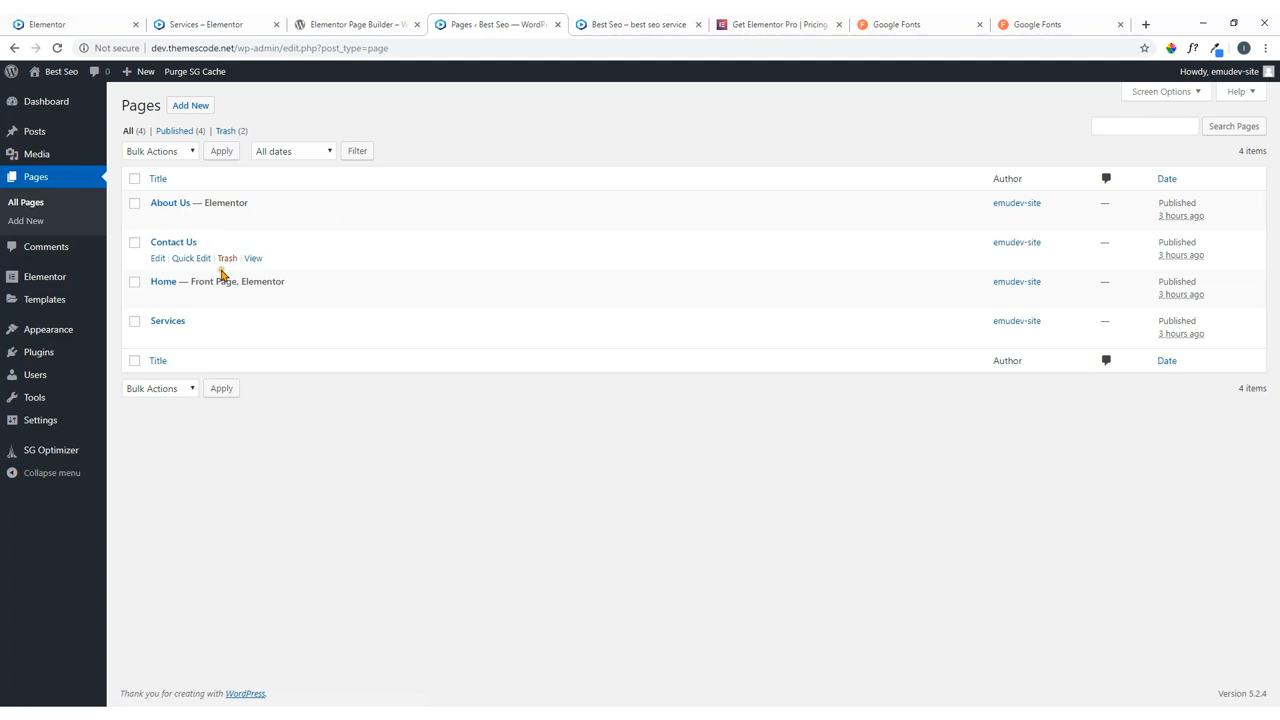 Elementor
Services – Elementor
Elementor Page Builder – W
Pages ‹ Best Seo — WordPr
Best Seo – best seo service
Get Elementor Pro | Pricing
Google Fonts
Google Fonts
Not secure | dev.themescode.net/wp-admin/edit.php?post_type=page
Best Seo 0 + New Purge SG Cache Howdy, emudev-site
Dashboard
Posts
Media
Pages
All Pages
Add New
Comments
Elementor
Templates
Appearance
Plugins
Users
Tools
Settings
SG Optimizer
Collapse menu
Screen Options Help
Pages Add New
All (4) | Published (4) | Trash (2)
Search Pages
Bulk Actions Apply All dates Filter 4 items
Title Author Date
About Us — Elementor emudev-site — Published
3 hours ago
Contact Us emudev-site — Published
Edit | Quick Edit | Trash | View 3 hours ago
Home — Front Page, Elementor emudev-site — Published
3 hours ago
Services emudev-site — Published
3 hours ago
Title Author Date
Bulk Actions Apply 4 items
Thank you for creating with WordPress. Version 5.2.4